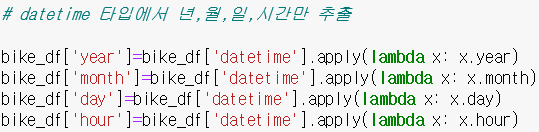 # datetime 타입에서 년,월,일,시간만 추출
bike_df['year']=bike_df['datetime'].apply(lambda x: x.year)
bike_df['month']=bike_df['datetime'].apply(lambda x: x.month)
bike_df['day']=bike_df['datetime'].apply(lambda x: x.day)
bike_df['hour']=bike_df['datetime'].apply(lambda x: x.hour)